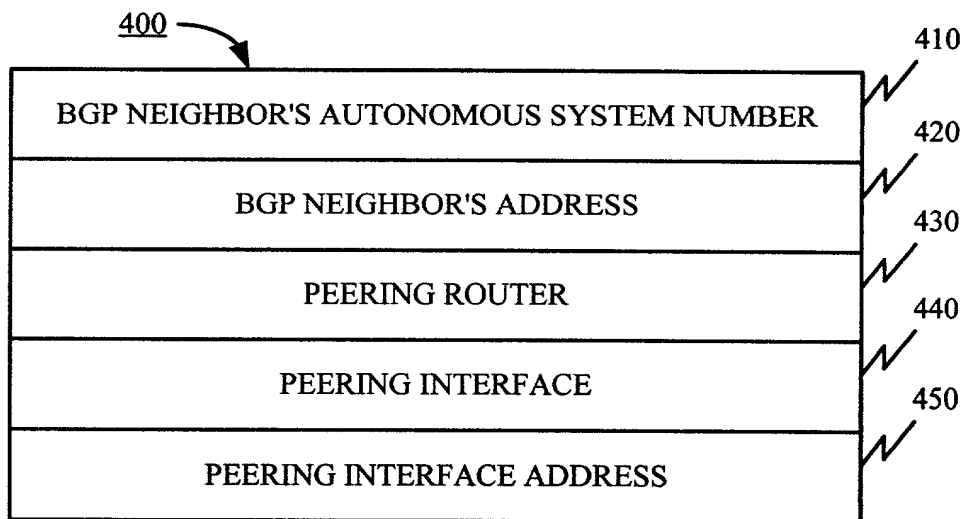 400
410
BGP NEIGHBOR'S AUTONOMOUS SYSTEM NUMBER
420
BGP NEIGHBOR'S ADDRESS
430
PEERING ROUTER
440
PEERING INTERFACE
450
PEERING INTERFACE ADDRESS